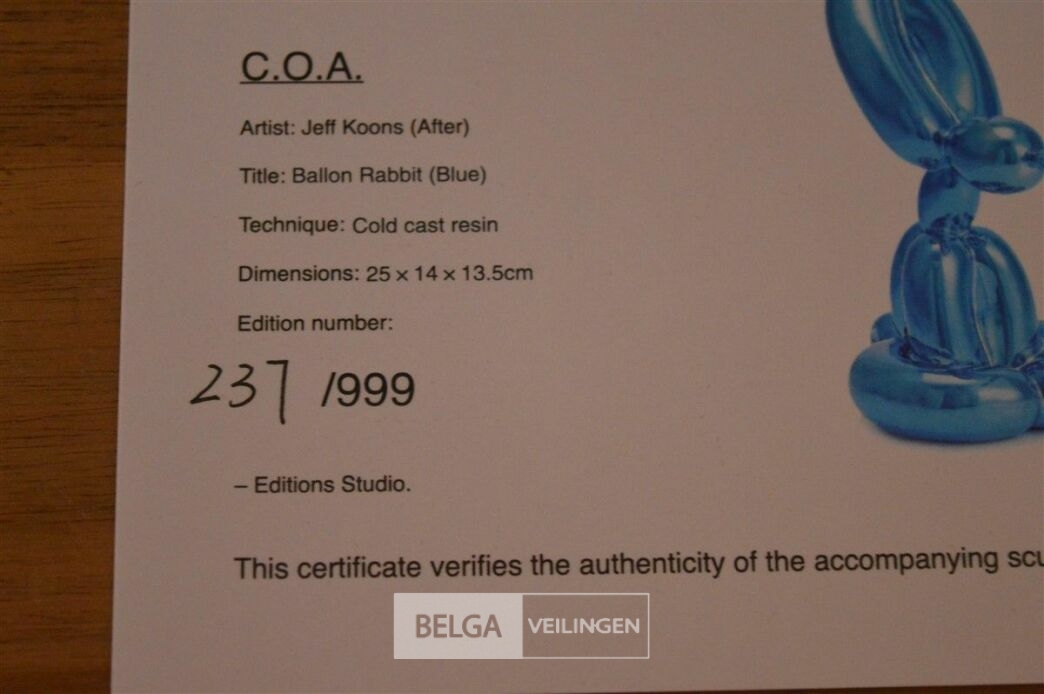 C.O.A.
Artist: Jeff Koons (After)
Title: Ballon Rabbit (Blue)
Technique: Cold cast resin
Dimensions: 25 x 14 x 13.5cm
Edition number:
237 /999
– Editions Studio.
This certificate verifies the authenticity of the accompanying scu
BELGA VEILINGEN